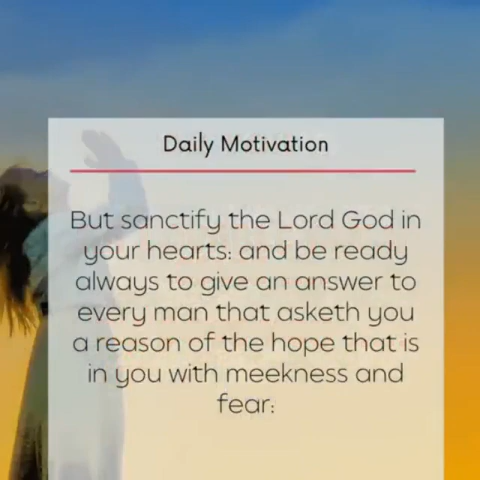 Daily Motivation
But sanctify the Lord God in
your hearts: and be ready
always to give an answer to
every man that asketh you
a reason of the hope that is
in you with meekness and
fear: